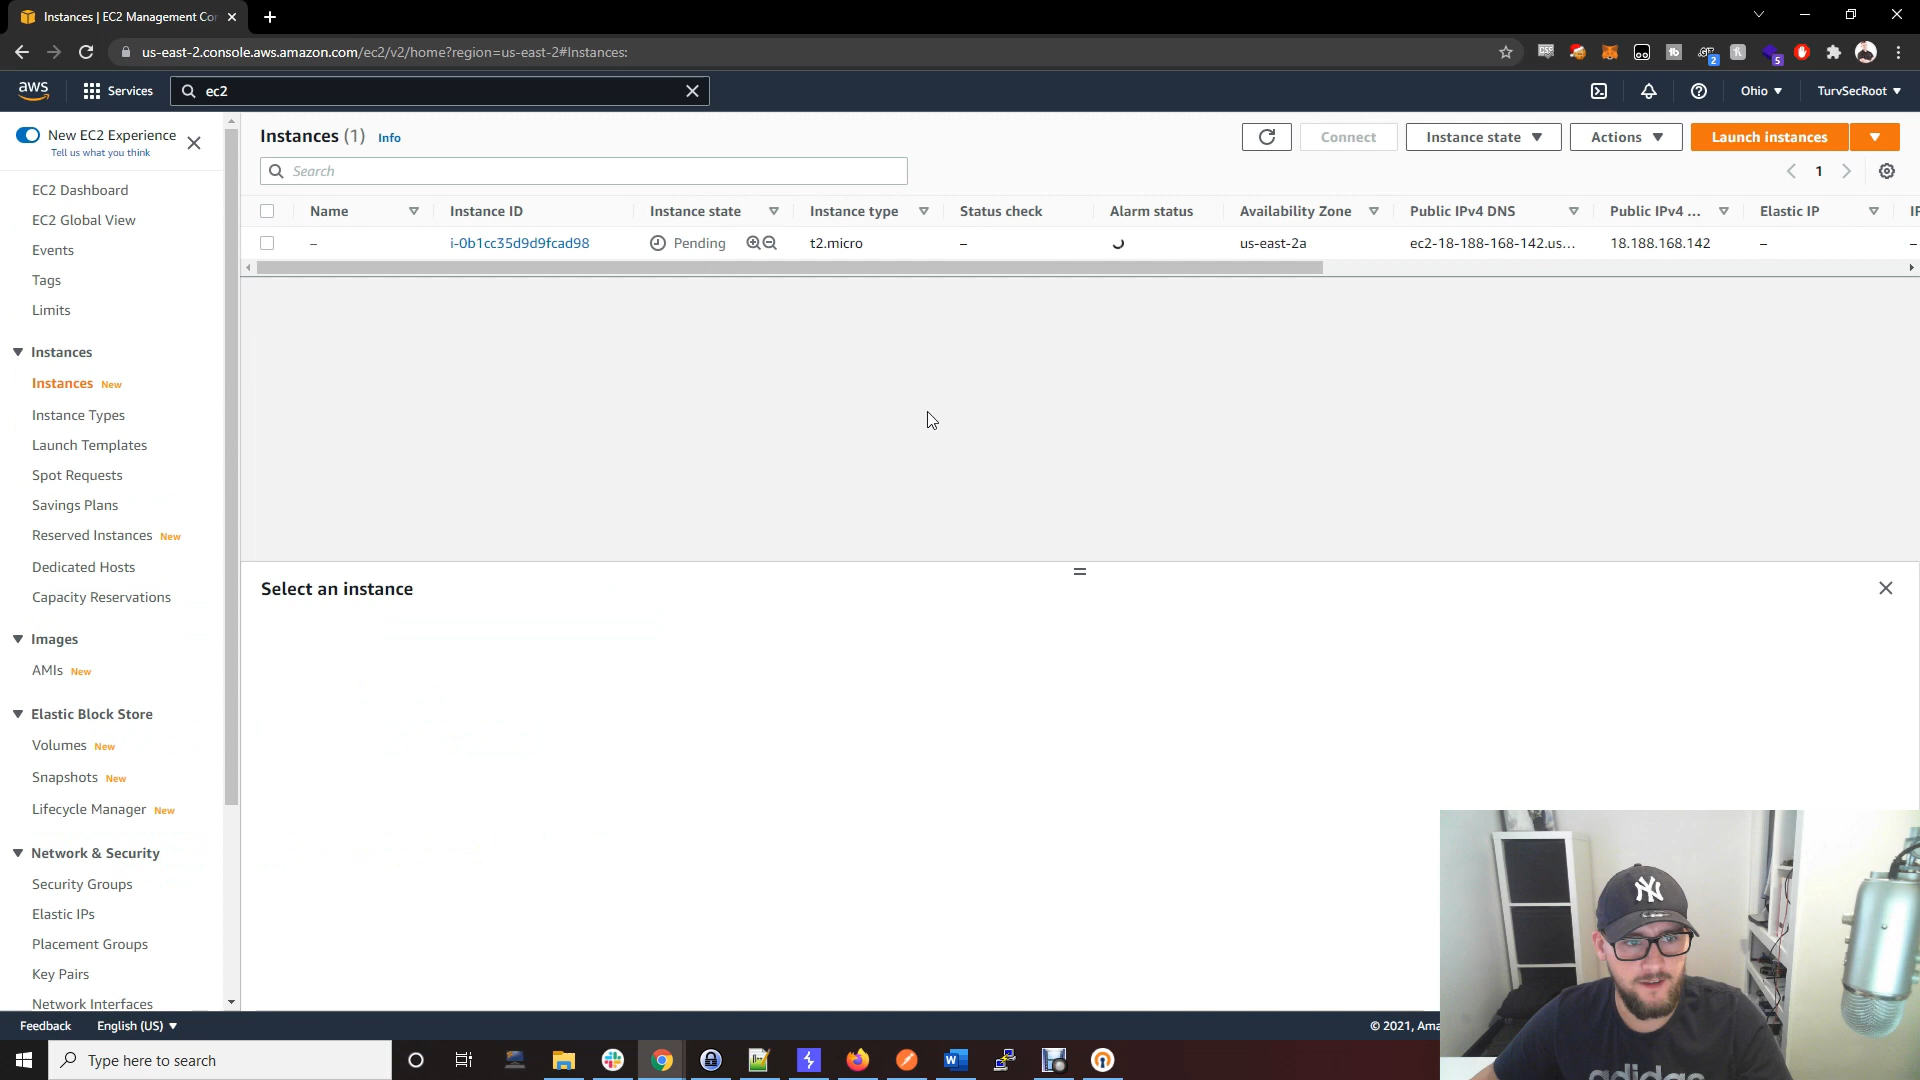 Instances | EC2 Management Co
us-east-2.console.aws.amazon.com/ec2/v2/home?region=us-east-2#Instances:
2
5
aws
Services
ec2
Ohio
TurvSecRoot
New EC2 Experience
Tell us what you think
EC2 Dashboard
EC2 Global View
Events
Tags
Limits
Instances
Instances New
Instance Types
Launch Templates
Spot Requests
Savings Plans
Reserved Instances New
Dedicated Hosts
Capacity Reservations
Images
AMIs New
Elastic Block Store
Volumes New
Snapshots New
Lifecycle Manager New
Network & Security
Security Groups
Elastic IPs
Placement Groups
Key Pairs
Network Interfaces
Instances (1) Info
Connect
Instance state
Actions
Launch instances
Search
1
Name Instance ID Instance state Instance type Status check Alarm status Availability Zone Public IPv4 DNS Public IPv4 ... Elastic IP
– i-0b1cc35d9d9fcad98 Pending t2.micro – us-east-2a ec2-18-188-168-142.us... 18.188.168.142 – –
Select an instance
Feedback English (US)
© 2021, Ama
Type here to search
NY
adidas